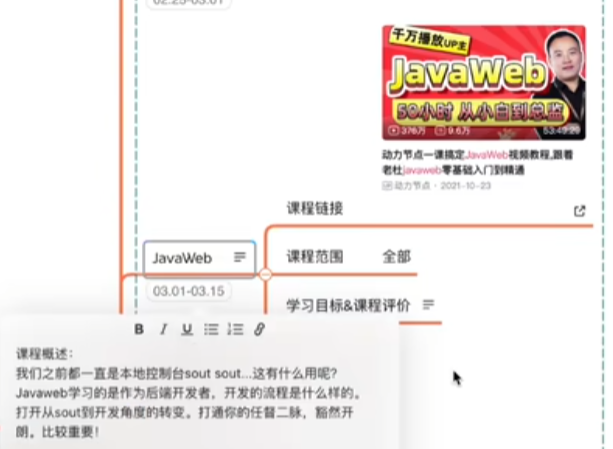 02.25-03.01
千万播放UP主
JavaWeb
50小时 从小白到总监
376万 9.6万 53:49:29
动力节点一课搞定JavaWeb视频教程,跟着
老杜javaweb零基础入门到精通
动力节点 · 2021-10-23
课程链接
JavaWeb
课程范围 全部
03.01-03.15
学习目标&课程评价
B I U
课程概述:
我们之前都一直是本地控制台sout sout...这有什么用呢?
Javaweb学习的是作为后端开发者,开发的流程是什么样的。
打开从sout到开发角度的转变。打通你的任督二脉,豁然开
朗。比较重要!